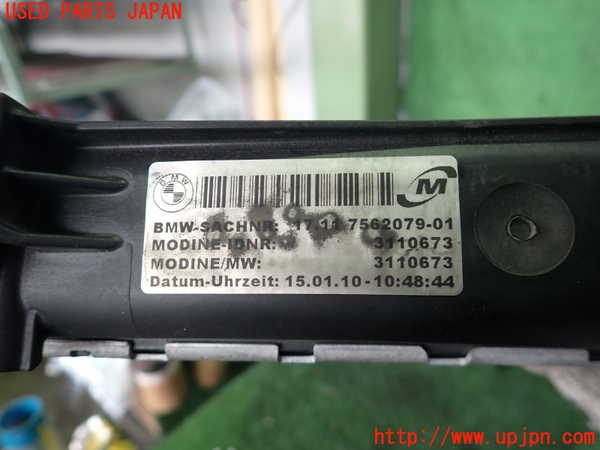 USED PARTS JAPAN
BMW
M
BMW-SACHNR: 17.11 7562079-01
MODINE-IDNR: 3110673
MODINE/MW: 3110673
Datum-Uhrzeit: 15.01.10 - 10:48:44
http://www.upjpn.com/